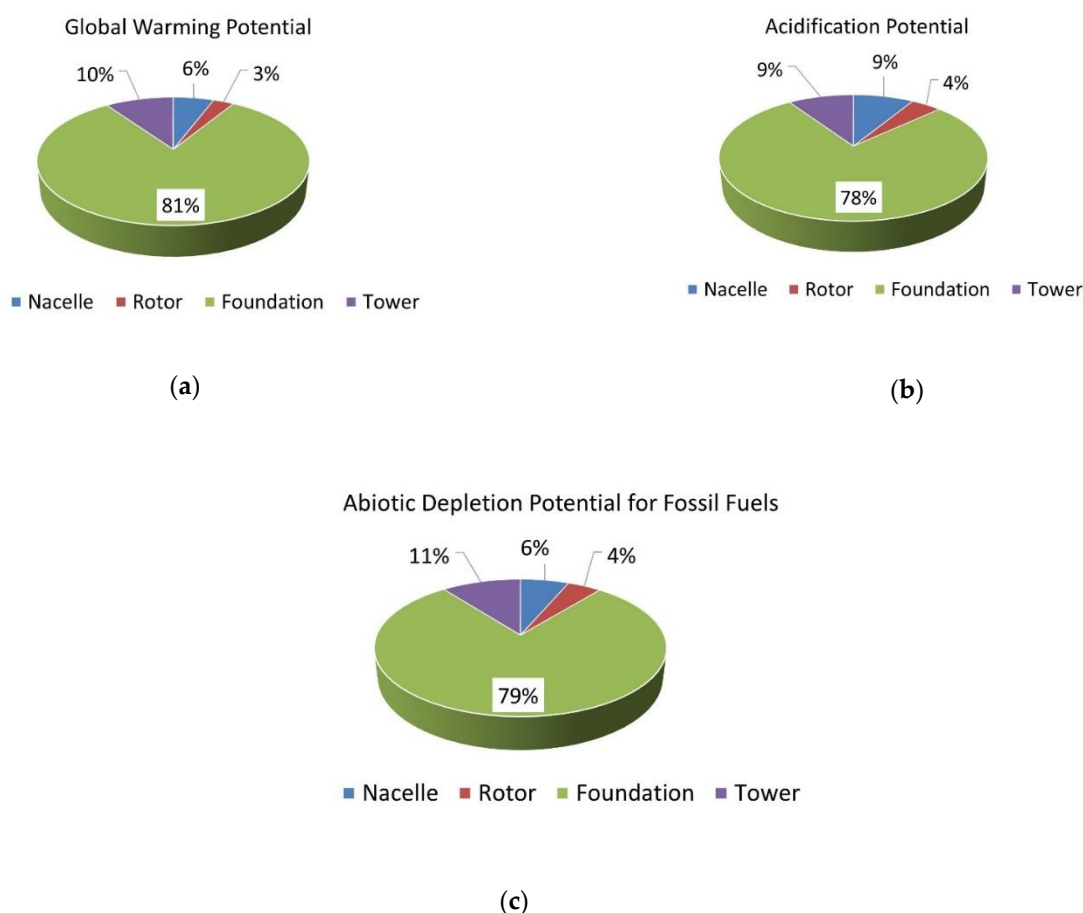 Global Warming Potential
10% 6% 3%
81%
Nacelle Rotor Foundation Tower
(a)
Acidification Potential
9% 9% 4%
78%
Nacelle Rotor Foundation Tower
(b)
Abiotic Depletion Potential for Fossil Fuels
11% 6% 4%
79%
Nacelle Rotor Foundation Tower
(c)